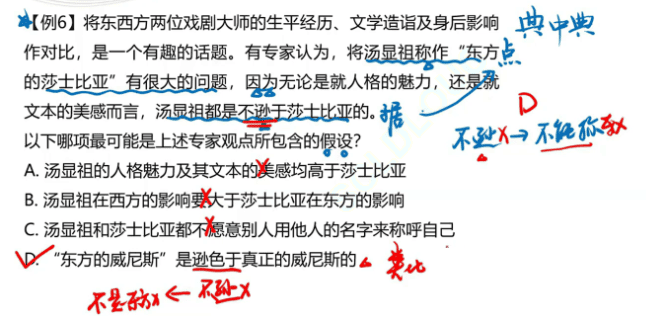 【例6】将东西方两位戏剧大师的生平经历、文学造诣及身后影响 典中典
作对比，是一个有趣的话题。有专家认为，将汤显祖称作“东方 点
的莎士比亚”有很大的问题，因为无论是就人格的魅力，还是就
文本的美感而言，汤显祖都是不逊于莎士比亚的。 据 D
以下哪项最可能是上述专家观点所包含的假设？ 不逊X→不能称东X
A. 汤显祖的人格魅力及其文本的美感均高于莎士比亚
B. 汤显祖在西方的影响要大于莎士比亚在东方的影响
C. 汤显祖和莎士比亚都不愿意别人用他人的名字来称呼自己
D. “东方的威尼斯”是逊色于真正的威尼斯的 类比
不是东方X ← 不逊X